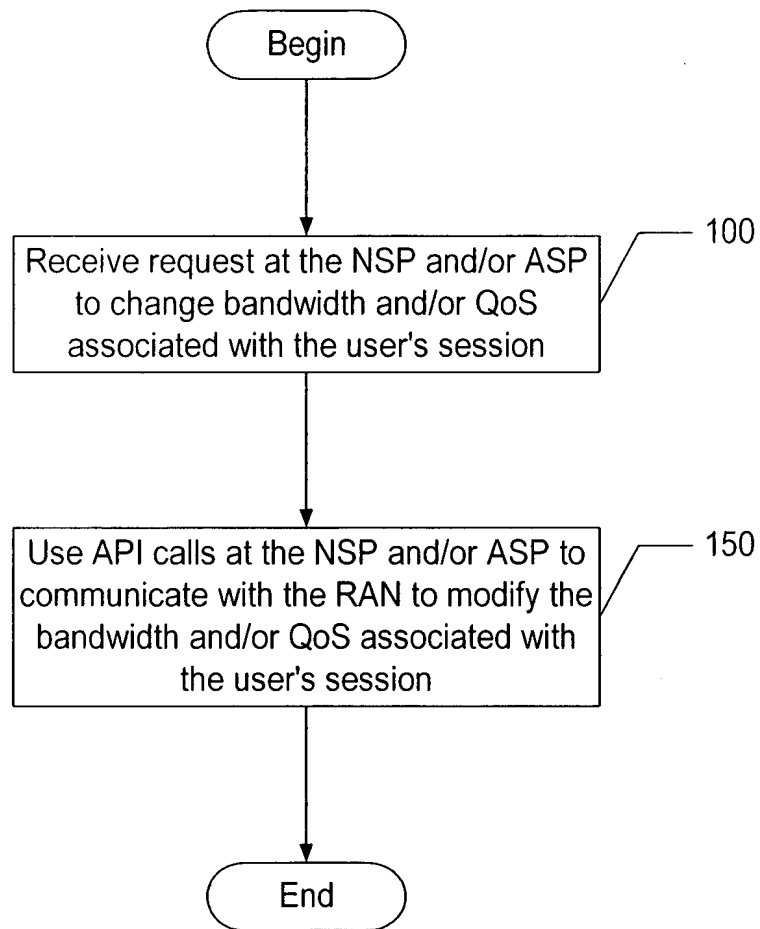 Begin
Receive request at the NSP and/or ASP
to change bandwidth and/or QoS
associated with the user's session
100
Use API calls at the NSP and/or ASP to
communicate with the RAN to modify the
bandwidth and/or QoS associated with
the user's session
150
End